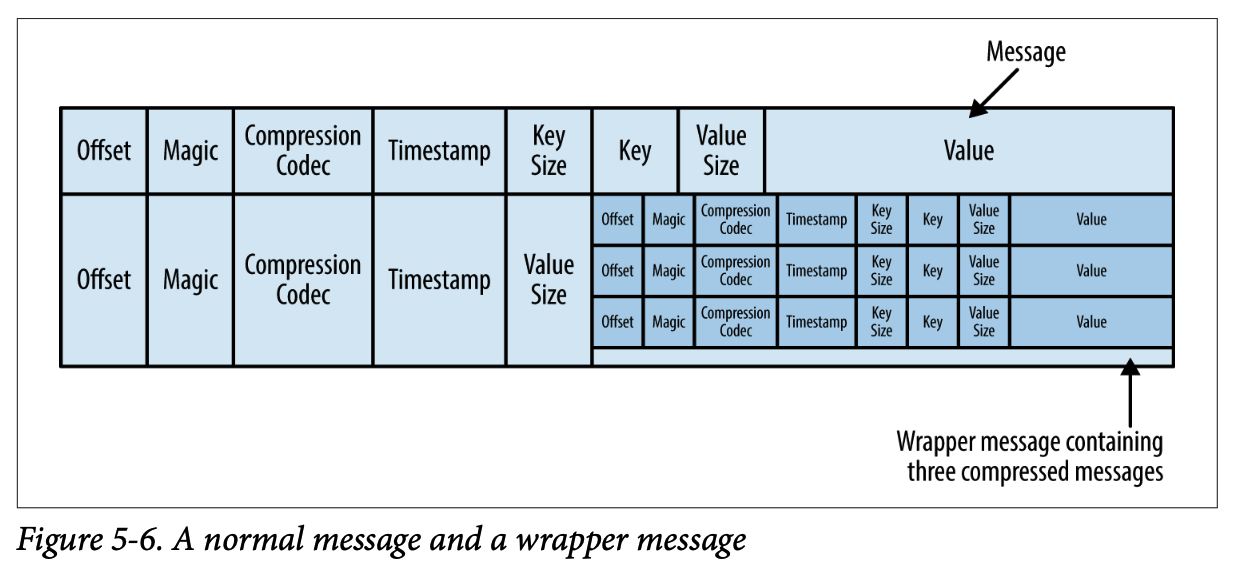 Message
Offset
Magic
Compression
Codec
Timestamp
Key
Size
Key
Value
Size
Value
Offset
Magic
Compression
Codec
Timestamp
Value
Size
Offset
Magic
Compression
Codec
Timestamp
Key
Size
Key
Value
Size
Value
Offset
Magic
Compression
Codec
Timestamp
Key
Size
Key
Value
Size
Value
Offset
Magic
Compression
Codec
Timestamp
Key
Size
Key
Value
Size
Value
Wrapper message containing
three compressed messages
Figure 5-6. A normal message and a wrapper message